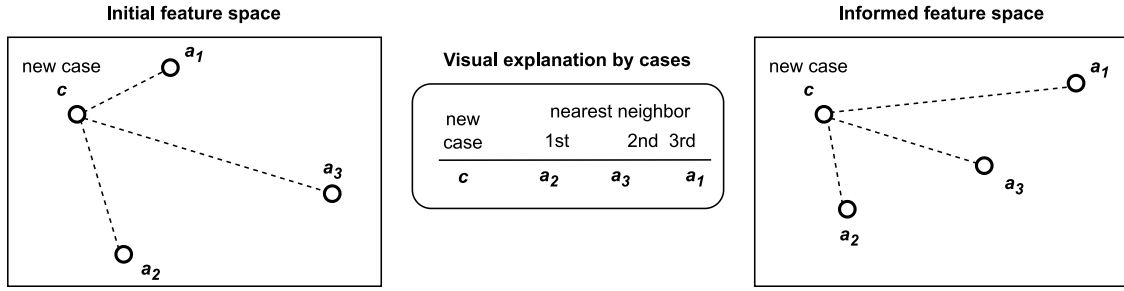 Initial feature space
new case
c
a1
a3
a2
Visual explanation by cases
new case
nearest neighbor
1st 2nd 3rd
c a2 a3 a1
Informed feature space
new case
c
a1
a3
a2